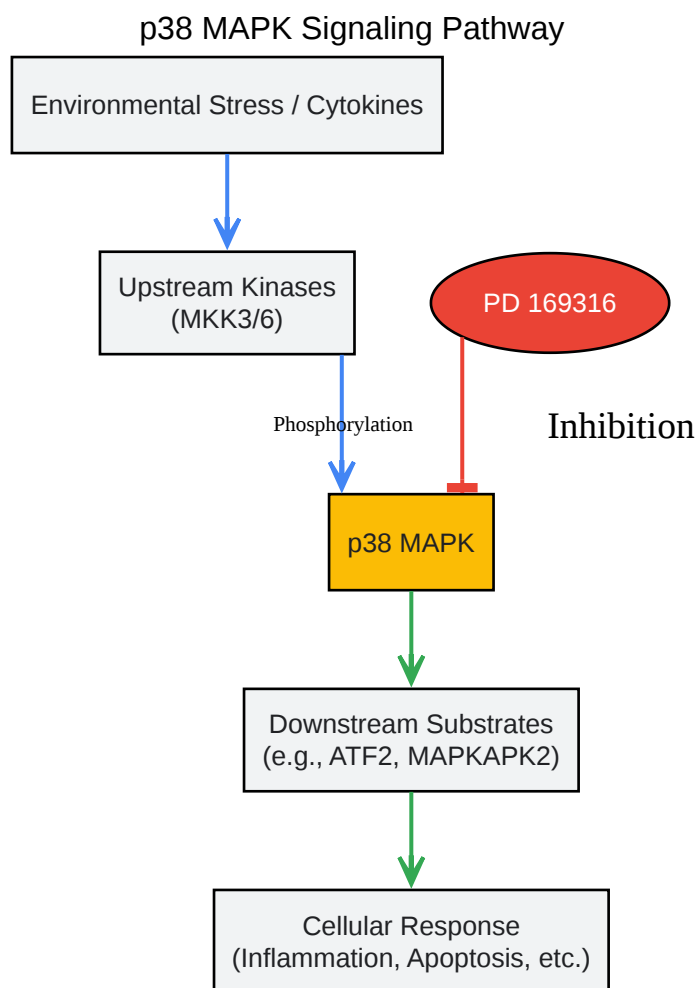 p38 MAPK Signaling Pathway
Environmental Stress / Cytokines
Upstream Kinases
(MKK3/6)
PD 169316
Phosphorylation
Inhibition
p38 MAPK
Downstream Substrates
(e.g., ATF2, MAPKAPK2)
Cellular Response
(Inflammation, Apoptosis, etc.)